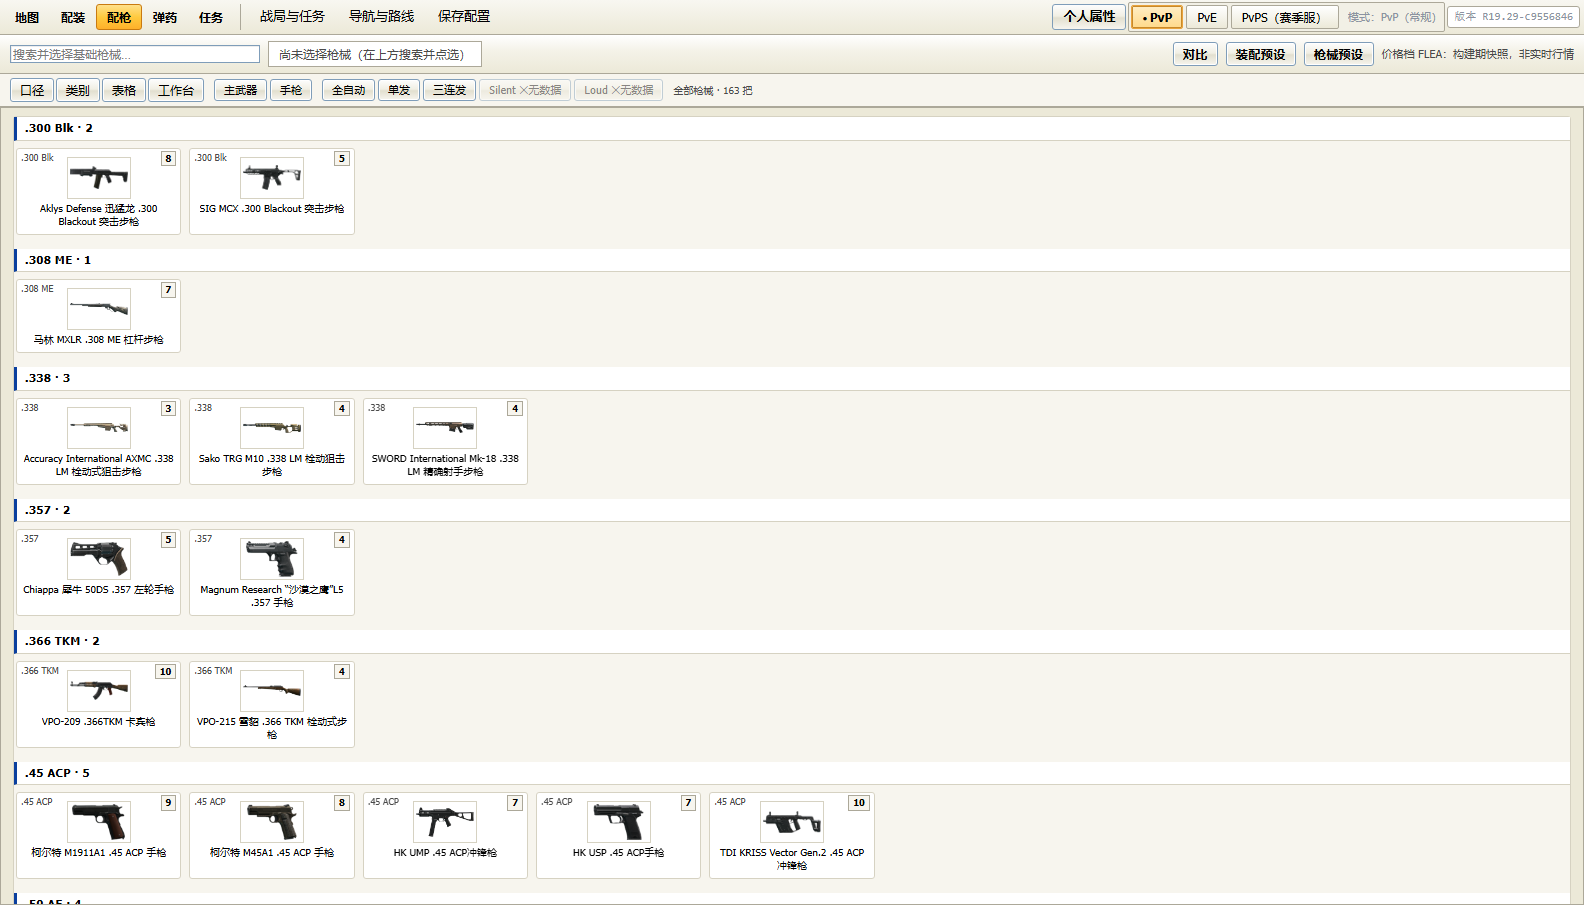 地图 配装 配枪 弹药 任务 战局与任务 导航与路线 保存配置 个人属性 • PvP PvE PvPS（赛季服） 模式：PvP（常规） 版本 R19.29-c9556846
搜索并选择基础枪械... 尚未选择枪械（在上方搜索并点选） 对比 装配预设 枪械预设 价格档 FLEA：构建期快照，非实时行情
口径 类别 表格 工作台 主武器 手枪 全自动 单发 三连发 Silent ×无数据 Loud ×无数据 全部枪械 · 163 把
.300 Blk · 2
.300 Blk 8
Aklys Defense 迅猛龙 .300
Blackout 突击步枪
.300 Blk 5
SIG MCX .300 Blackout 突击步枪
.308 ME · 1
.308 ME 7
马林 MXLR .308 ME 杠杆步枪
.338 · 3
.338 3
Accuracy International AXMC .338
LM 栓动式狙击步枪
.338 4
Sako TRG M10 .338 LM 栓动狙击
步枪
.338 4
SWORD International Mk-18 .338
LM 精确射手步枪
.357 · 2
.357 5
Chiappa 犀牛 50DS .357 左轮手枪
.357 4
Magnum Research “沙漠之鹰”L5
.357 手枪
.366 TKM · 2
.366 TKM 10
VPO-209 .366TKM 卡宾枪
.366 TKM 4
VPO-215 雪貂 .366 TKM 栓动式步
枪
.45 ACP · 5
.45 ACP 9
柯尔特 M1911A1 .45 ACP 手枪
.45 ACP 8
柯尔特 M45A1 .45 ACP 手枪
.45 ACP 7
HK UMP .45 ACP冲锋枪
.45 ACP 7
HK USP .45 ACP手枪
.45 ACP 10
TDI KRISS Vector Gen.2 .45 ACP
冲锋枪
.50 AE · 4